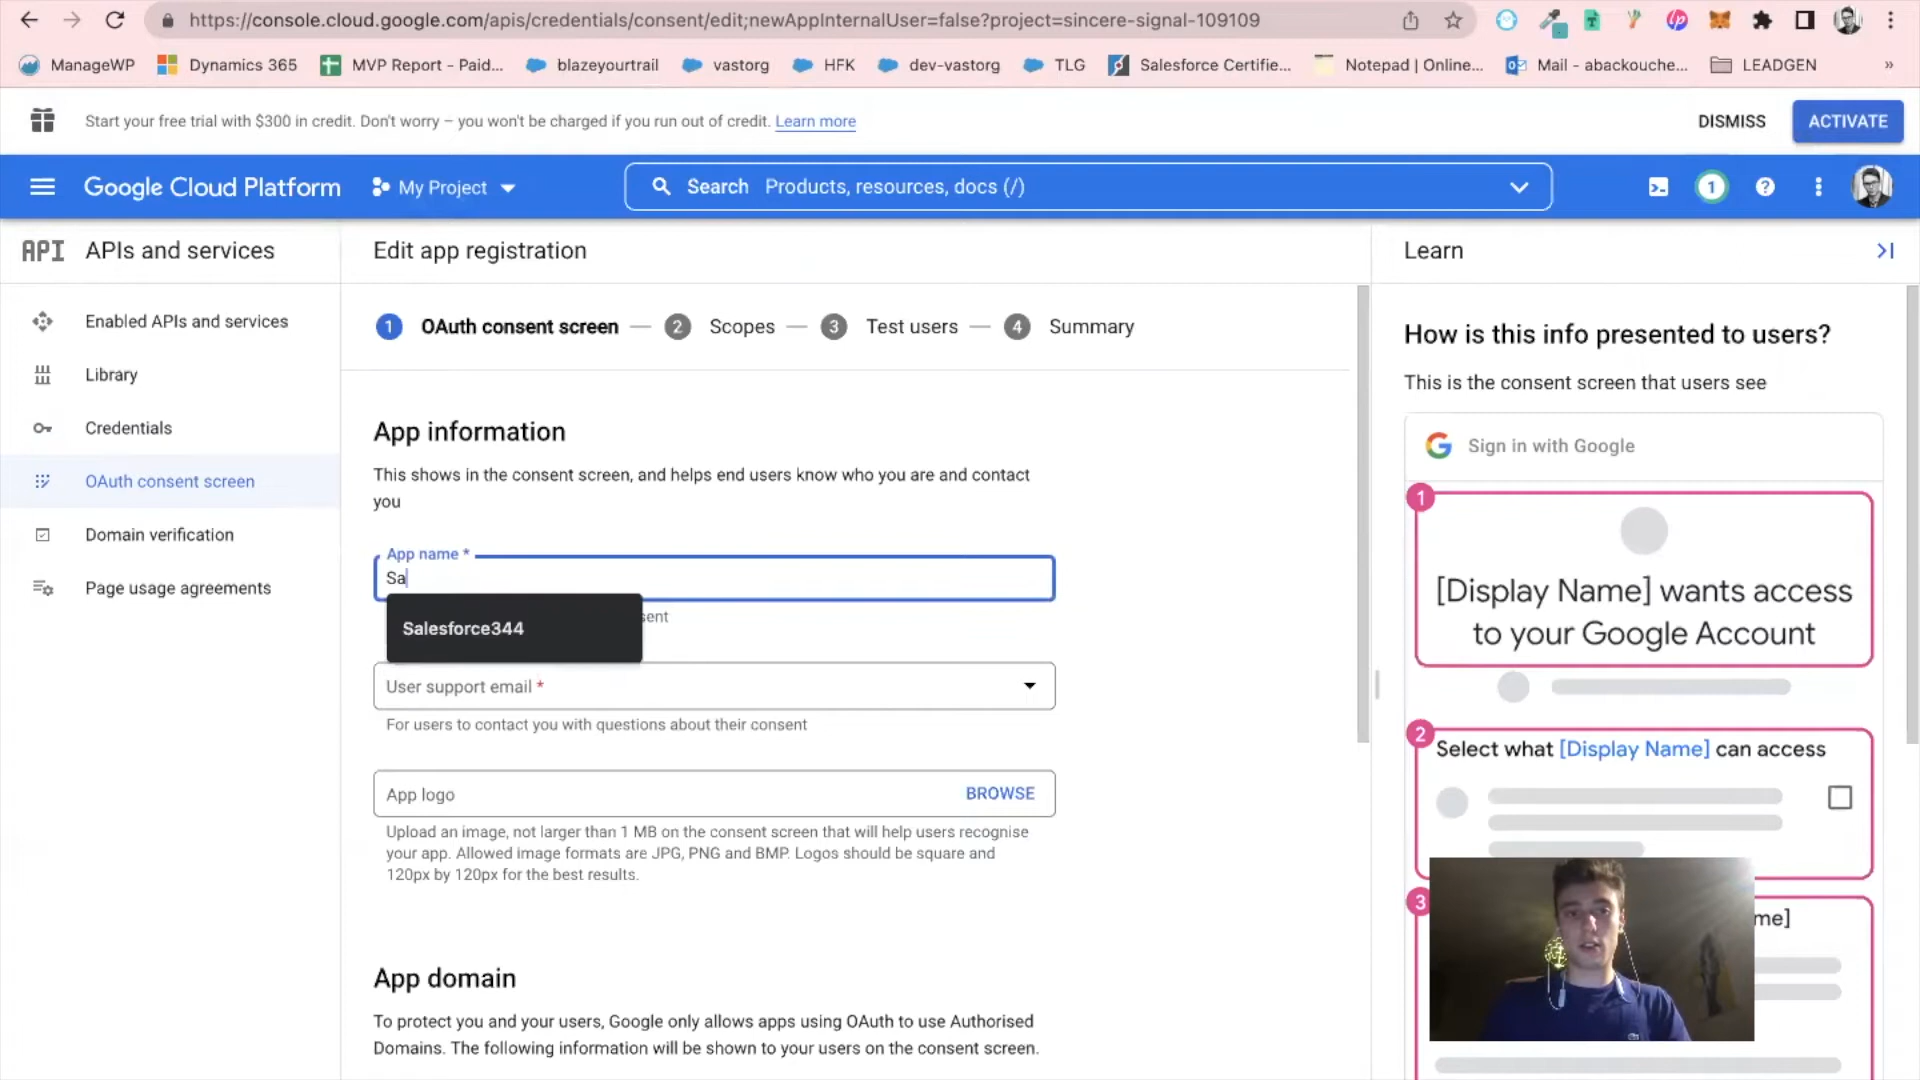 https://console.cloud.google.com/apis/credentials/consent/edit;newAppInternalUser=false?project=sincere-signal-109109
ManageWP Dynamics 365 MVP Report - Paid... blazeyourtrail vastorg HFK dev-vastorg TLG Salesforce Certifie... Notepad | Online... Mail - abackouche... LEADGEN »
Start your free trial with $300 in credit. Don't worry – you won't be charged if you run out of credit. Learn more
DISMISS
ACTIVATE
Google Cloud Platform
My Project
Search Products, resources, docs (/)
1
API APIs and services
Enabled APIs and services
Library
Credentials
OAuth consent screen
Domain verification
Page usage agreements
Edit app registration
1 OAuth consent screen — 2 Scopes — 3 Test users — 4 Summary
App information
This shows in the consent screen, and helps end users know who you are and contact
you
App name *
Sa
Salesforce344
sent
User support email *
For users to contact you with questions about their consent
App logo
BROWSE
Upload an image, not larger than 1 MB on the consent screen that will help users recognise
your app. Allowed image formats are JPG, PNG and BMP. Logos should be square and
120px by 120px for the best results.
App domain
To protect you and your users, Google only allows apps using OAuth to use Authorised
Domains. The following information will be shown to your users on the consent screen.
Learn
How is this info presented to users?
This is the consent screen that users see
Sign in with Google
1
[Display Name] wants access
to your Google Account
2
Select what [Display Name] can access
3
me]